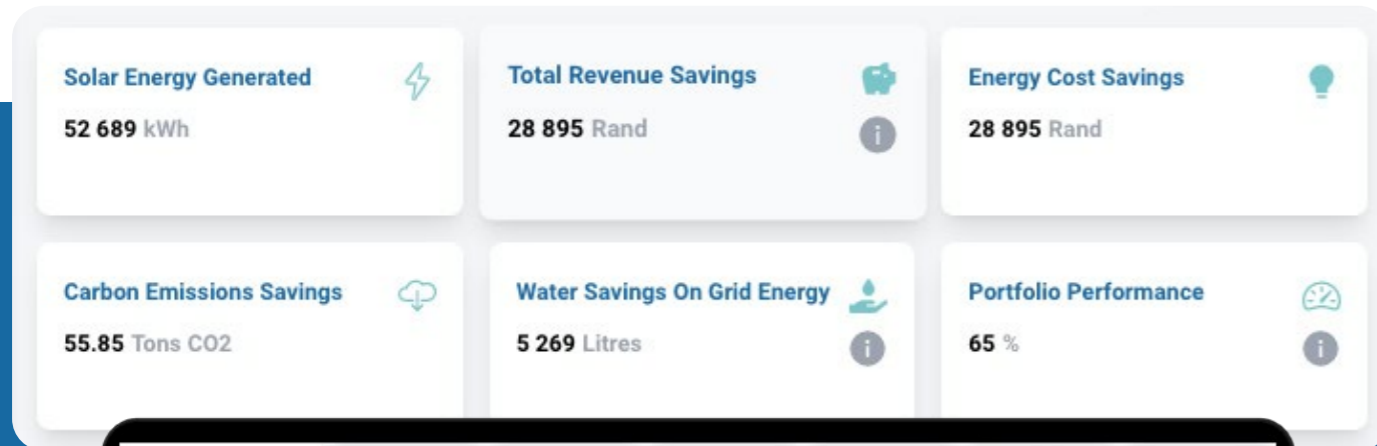 Solar Energy Generated
52 689 kWh
Total Revenue Savings
28 895 Rand
i
Energy Cost Savings
28 895 Rand
Carbon Emissions Savings
55.85 Tons CO2
Water Savings On Grid Energy
5 269 Litres
i
Portfolio Performance
65 %
i